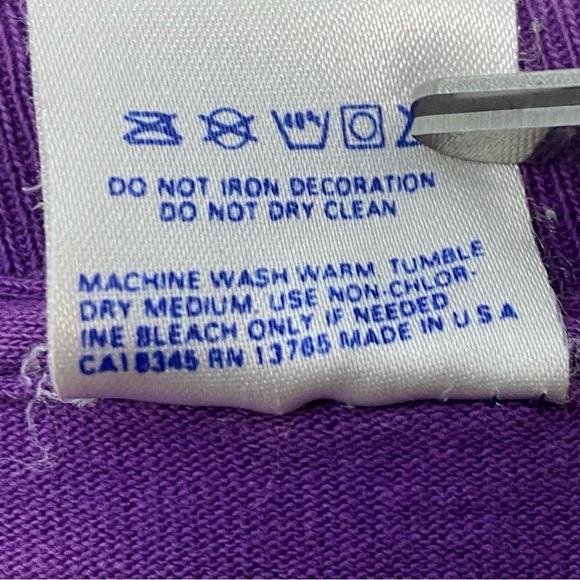 40°
DO NOT IRON DECORATION
DO NOT DRY CLEAN
MACHINE WASH WARM, TUMBLE
DRY MEDIUM, USE NON-CHLOR-
INE BLEACH ONLY IF NEEDED
CA18345 RN 13765 MADE IN U S A